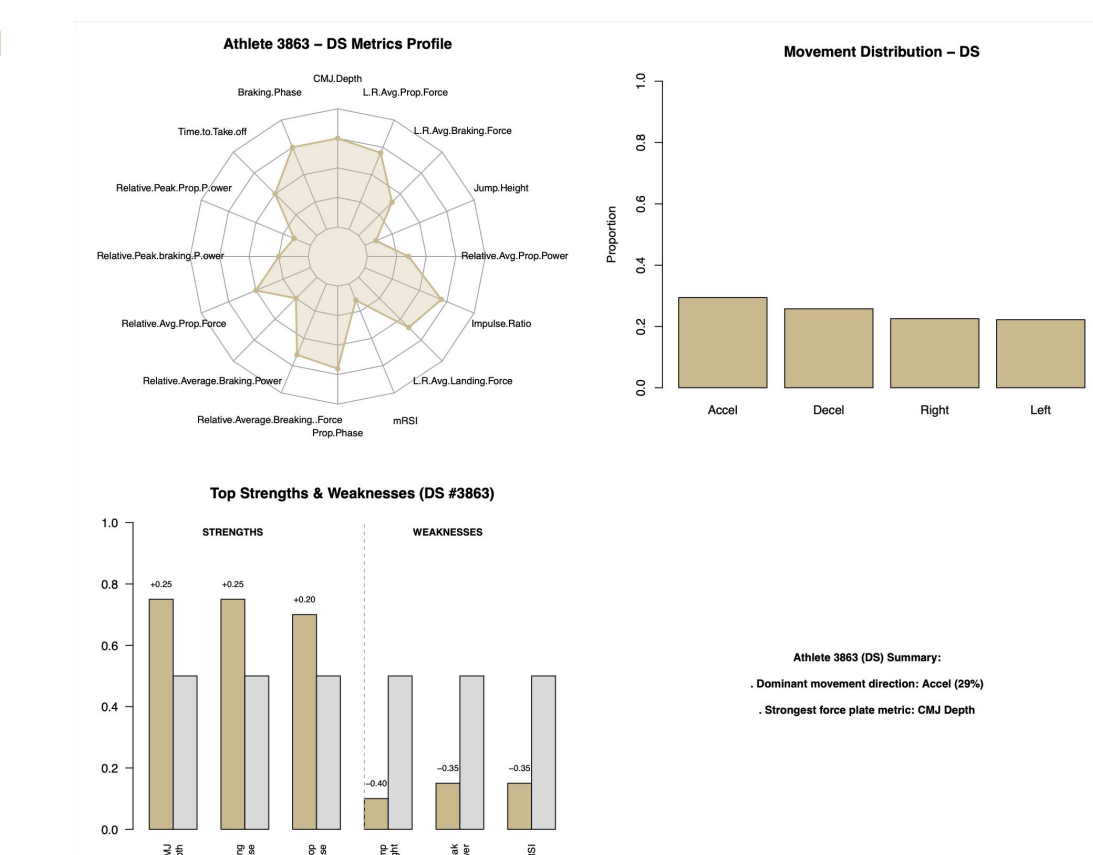 Athlete 3863 – DS Metrics Profile
CMJ.Depth
Braking.Phase
L.R.Avg.Prop.Force
Time.to.Take.off
L.R.Avg.Braking.Force
Relative.Peak.Prop.P.ower
Jump.Height
Relative.Peak.braking.P.ower
Relative.Avg.Prop.Power
Relative.Avg.Prop.Force
Impulse.Ratio
Relative.Average.Braking.Power
L.R.Avg.Landing.Force
Relative.Average.Breaking..Force
mRSI
Prop.Phase
Movement Distribution – DS
Proportion
1.0
0.8
0.6
0.4
0.2
0.0
Accel Decel Right Left
Top Strengths & Weaknesses (DS #3863)
STRENGTHS WEAKNESSES
1.0
0.8
0.6
0.4
0.2
0.0
+0.25 +0.25 +0.20 −0.40 −0.35 −0.35
Athlete 3863 (DS) Summary:
. Dominant movement direction: Accel (29%)
. Strongest force plate metric: CMJ Depth